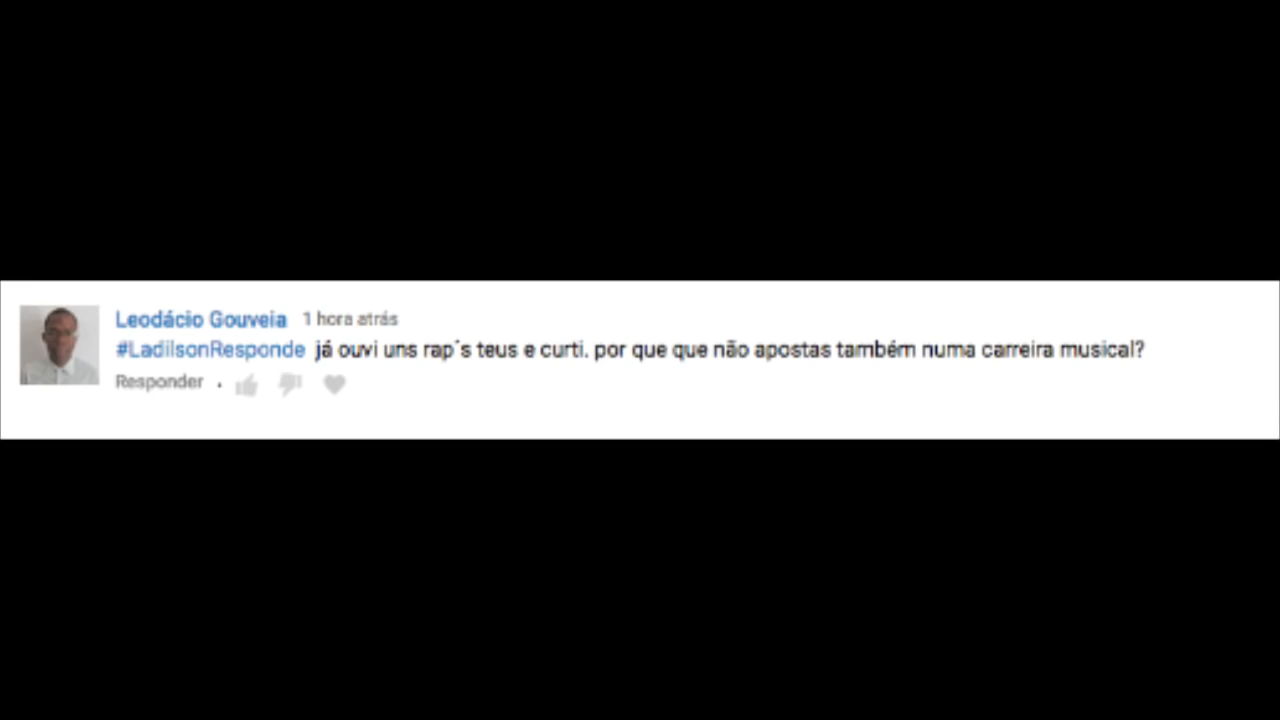 Leodácio Gouveia 1 hora atrás
#LadilsonResponde já ouvi uns rap´s teus e curti. por que que não apostas também numa carreira musical?
Responder .